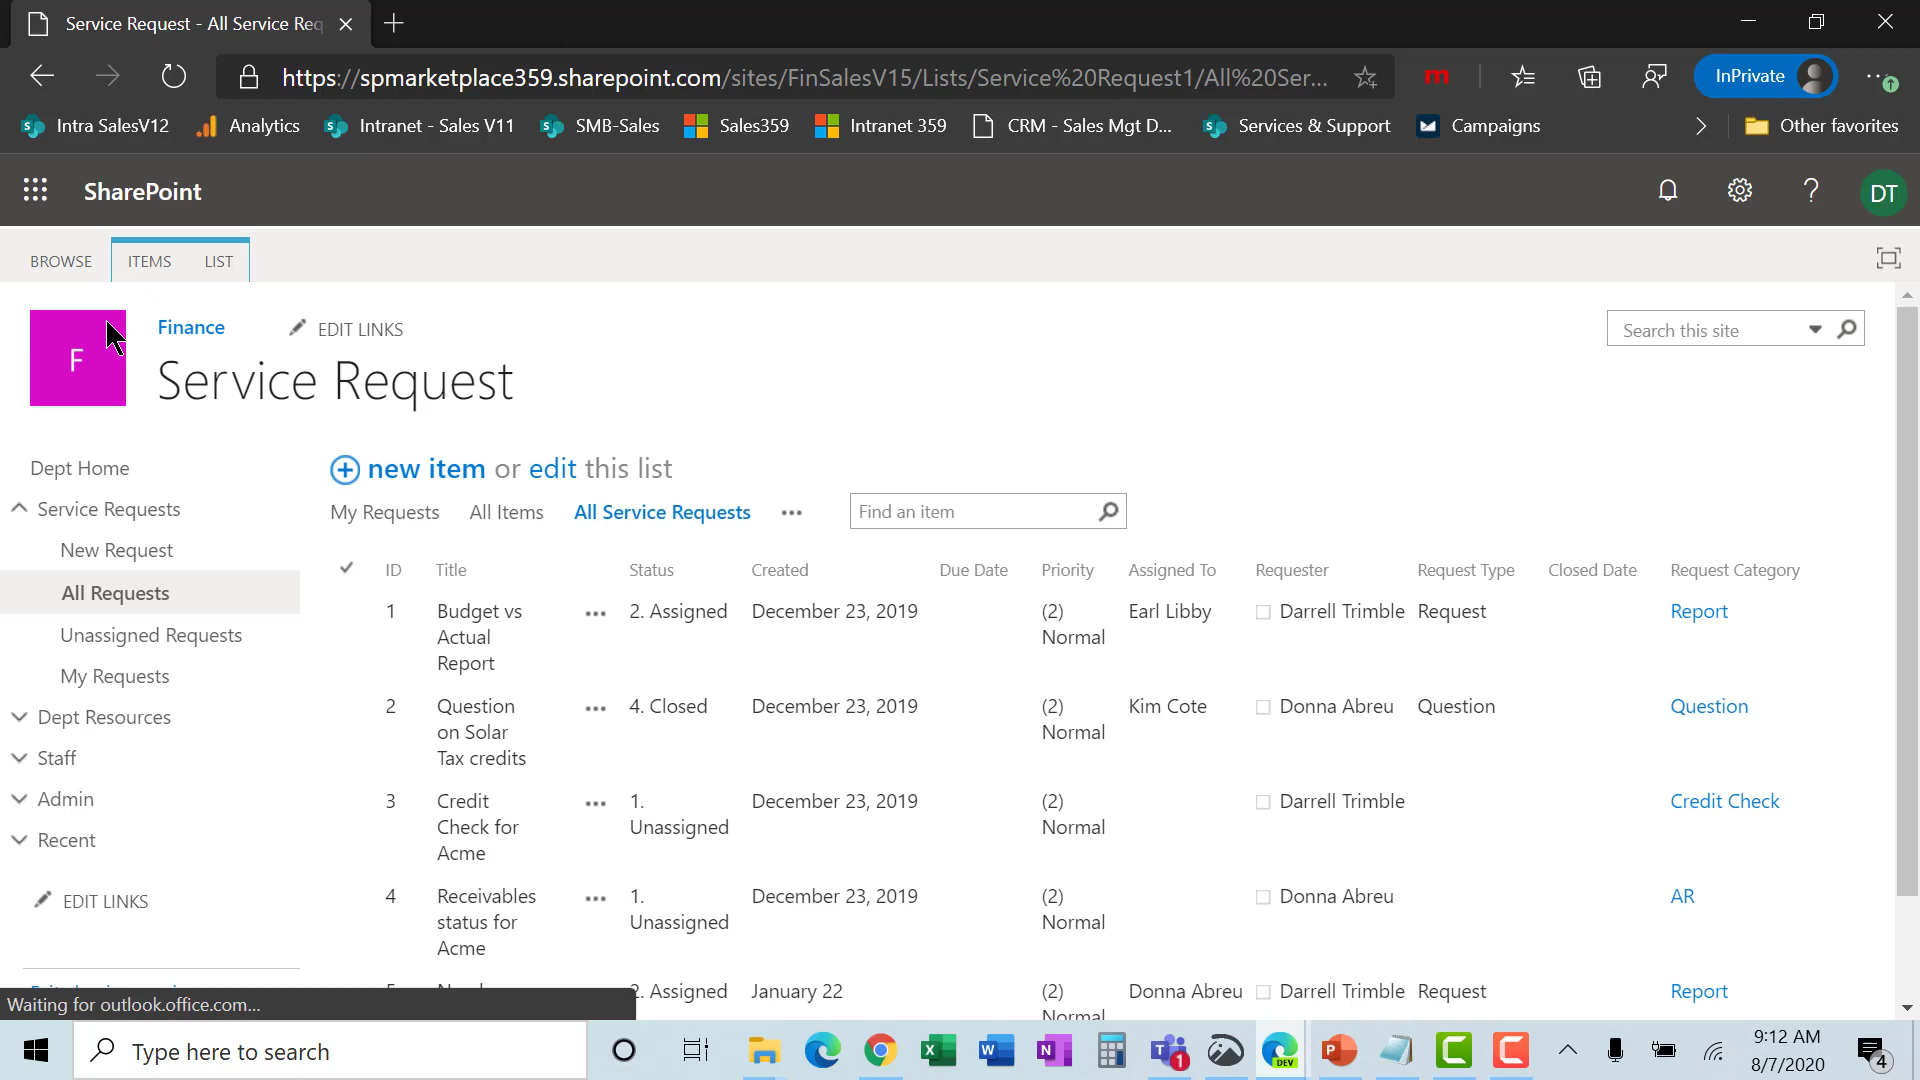 Service Request - All Service Req
https://spmarketplace359.sharepoint.com/sites/FinSalesV15/Lists/Service%20Request1/All%20Ser...
InPrivate
Intra SalesV12
Analytics
Intranet - Sales V11
SMB-Sales
Sales359
Intranet 359
CRM - Sales Mgt D...
Services & Support
Campaigns
Other favorites
SharePoint
DT
BROWSE ITEMS LIST
F
Finance
EDIT LINKS
Search this site
Service Request
Dept Home
Service Requests
New Request
All Requests
Unassigned Requests
My Requests
Dept Resources
Staff
Admin
Recent
EDIT LINKS
new item or edit this list
My Requests All Items All Service Requests ••• Find an item
ID Title Status Created Due Date Priority Assigned To Requester Request Type Closed Date Request Category
1 Budget vs ••• 2. Assigned December 23, 2019 (2) Earl Libby Darrell Trimble Request Report
Actual Normal
Report
2 Question ••• 4. Closed December 23, 2019 (2) Kim Cote Donna Abreu Question Question
on Solar Normal
Tax credits
3 Credit ••• 1. December 23, 2019 (2) Darrell Trimble Credit Check
Check for Unassigned Normal
Acme
4 Receivables ••• 1. December 23, 2019 (2) Donna Abreu AR
status for Unassigned Normal
Acme
2. Assigned January 22 (2) Donna Abreu Darrell Trimble Request Report
Normal
Waiting for outlook.office.com...
Type here to search
1
DEV
9:12 AM
8/7/2020
4